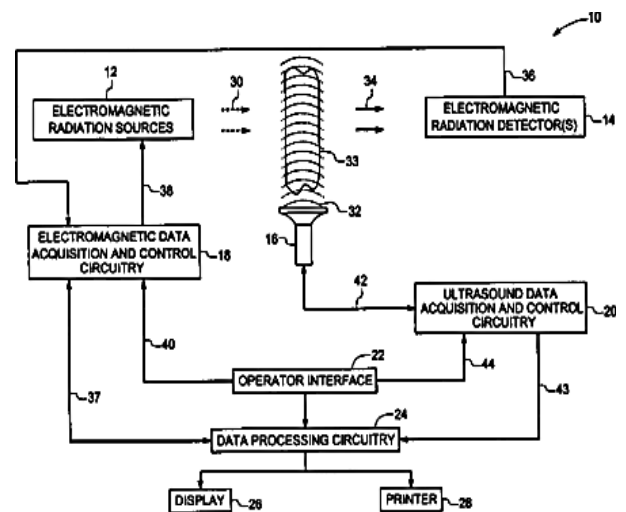 10
12
30
34
36
ELECTROMAGNETIC
RADIATION SOURCES
ELECTROMAGNETIC
RADIATION DETECTOR(S)
14
33
38
32
16
ELECTROMAGNETIC DATA
ACQUISITION AND CONTROL
CIRCUITRY
18
42
ULTRASOUND DATA
ACQUISITION AND CONTROL
CIRCUITRY
20
40
22
44
37
OPERATOR INTERFACE
43
24
DATA PROCESSING CIRCUITRY
DISPLAY
26
PRINTER
28